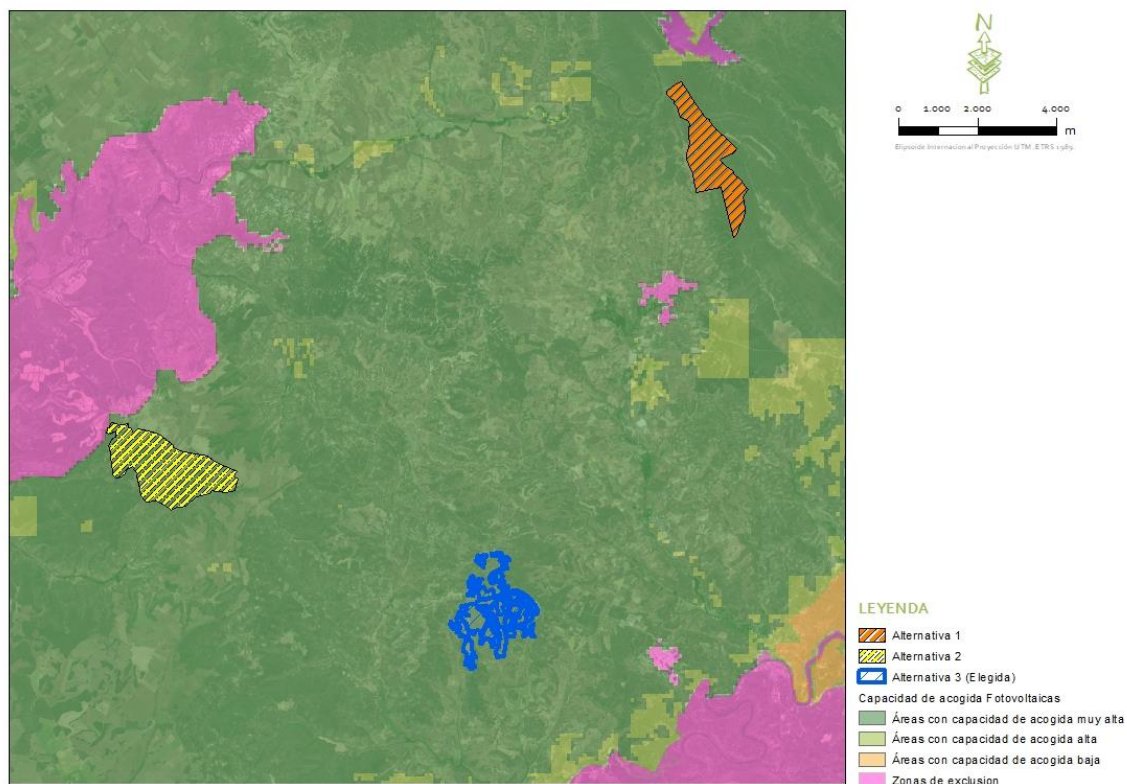 N
0 1.000 2.000 4.000
m
Elipsoide Internacional Proyección UTM. ETRS 1989.
LEYENDA
Alternativa 1
Alternativa 2
Alternativa 3 (Elegida)
Capacidad de acogida Fotovoltaicas
Áreas con capacidad de acogida muy alta
Áreas con capacidad de acogida alta
Áreas con capacidad de acogida baja
Zonas de exclusion